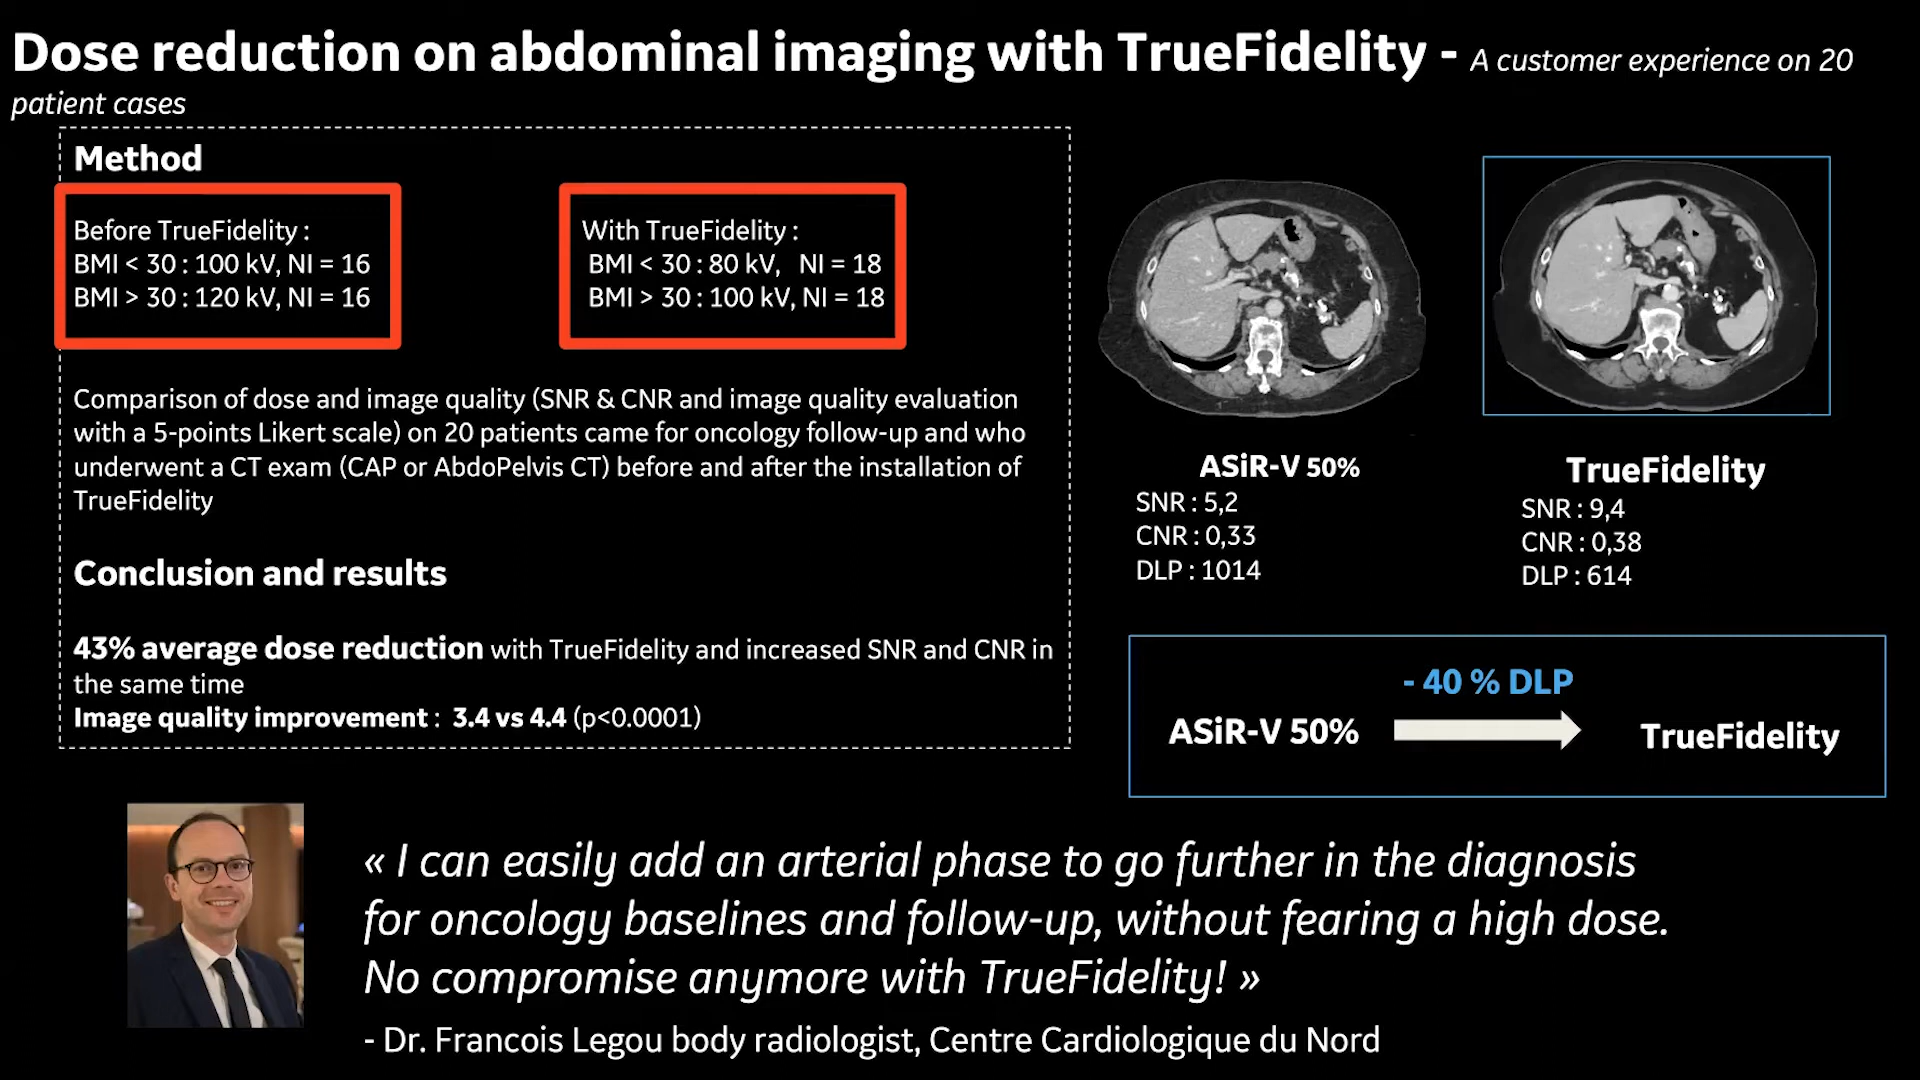 Dose reduction on abdominal imaging with TrueFidelity - A customer experience on 20
patient cases
Method
Before TrueFidelity :
BMI < 30 : 100 kV, NI = 16
BMI > 30 : 120 kV, NI = 16
With TrueFidelity :
BMI < 30 : 80 kV, NI = 18
BMI > 30 : 100 kV, NI = 18
Comparison of dose and image quality (SNR & CNR and image quality evaluation
with a 5-points Likert scale) on 20 patients came for oncology follow-up and who
underwent a CT exam (CAP or AbdoPelvis CT) before and after the installation of
TrueFidelity
Conclusion and results
43% average dose reduction with TrueFidelity and increased SNR and CNR in
the same time
Image quality improvement : 3.4 vs 4.4 (p<0.0001)
ASiR-V 50%
SNR : 5,2
CNR : 0,33
DLP : 1014
TrueFidelity
SNR : 9,4
CNR : 0,38
DLP : 614
- 40 % DLP
ASiR-V 50%
TrueFidelity
« I can easily add an arterial phase to go further in the diagnosis
for oncology baselines and follow-up, without fearing a high dose.
No compromise anymore with TrueFidelity! »
- Dr. Francois Legou body radiologist, Centre Cardiologique du Nord